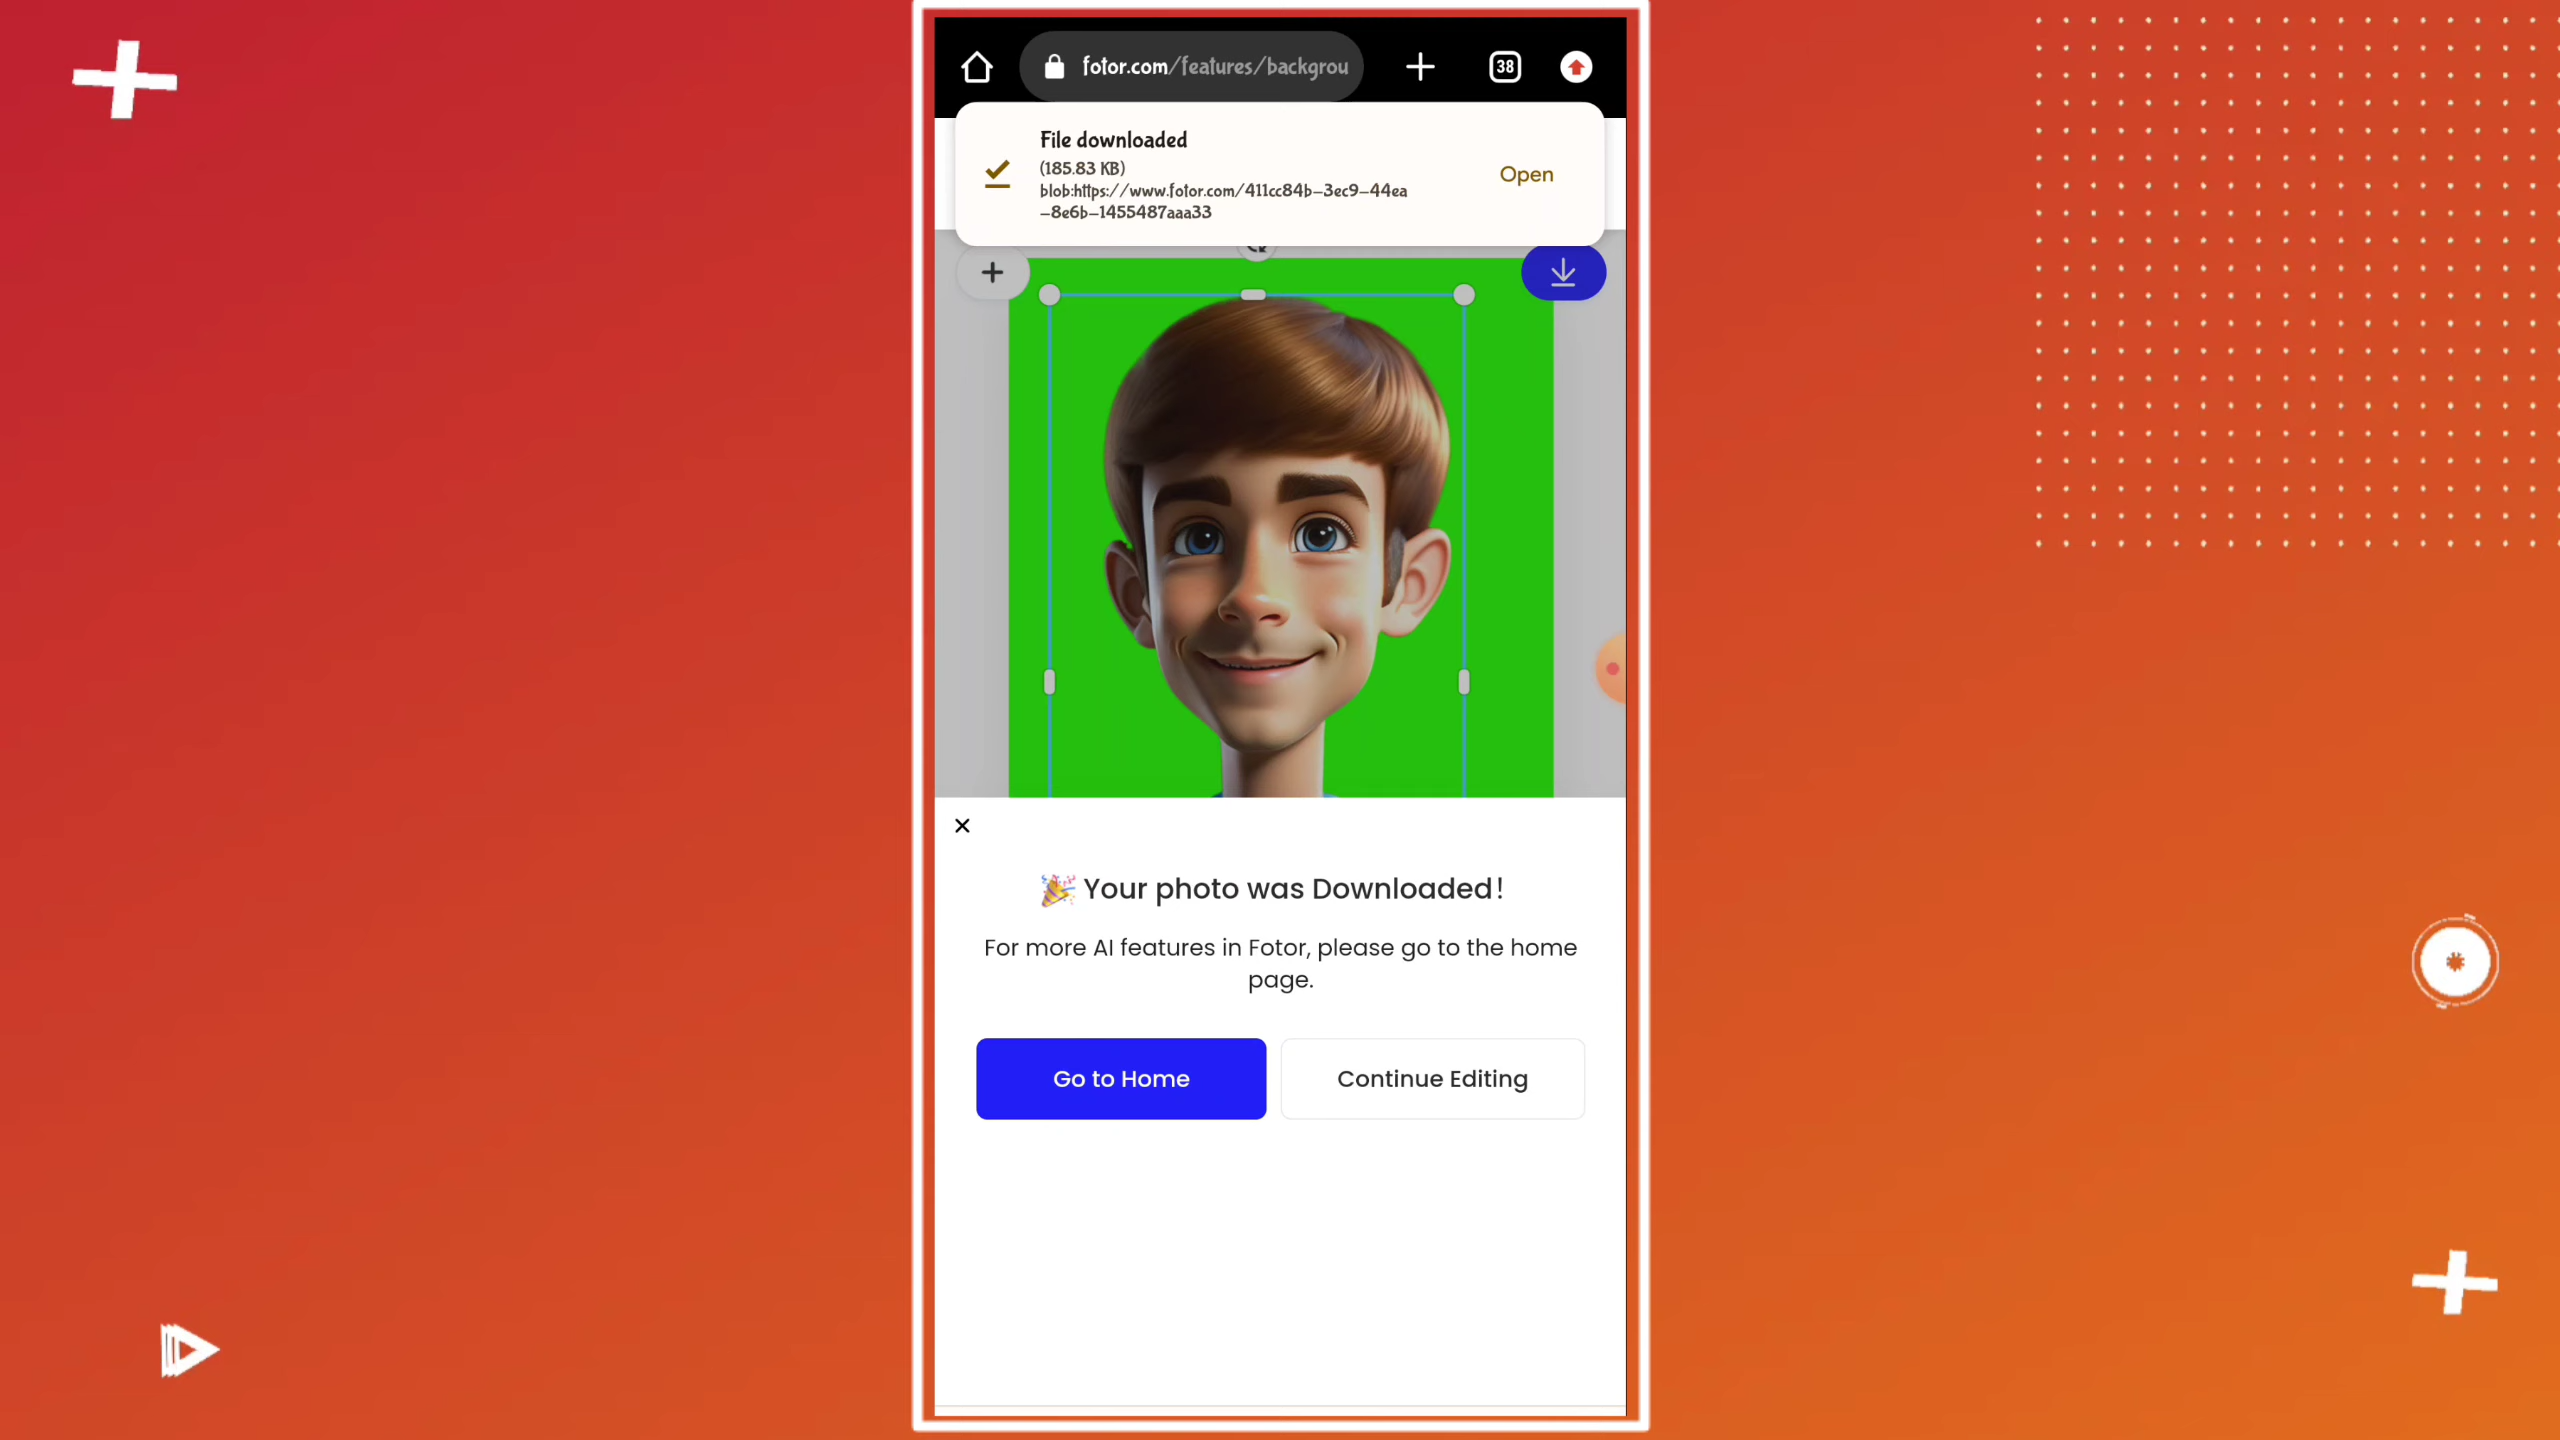 fotor.com/features/backgrou
38
File downloaded
(185.83 KB)
blob:https://www.fotor.com/411cc84b-3ec9-44ea
-8e6b-1455487aaa33
Open
🎉 Your photo was Downloaded!
For more AI features in Fotor, please go to the home
page.
Go to Home
Continue Editing